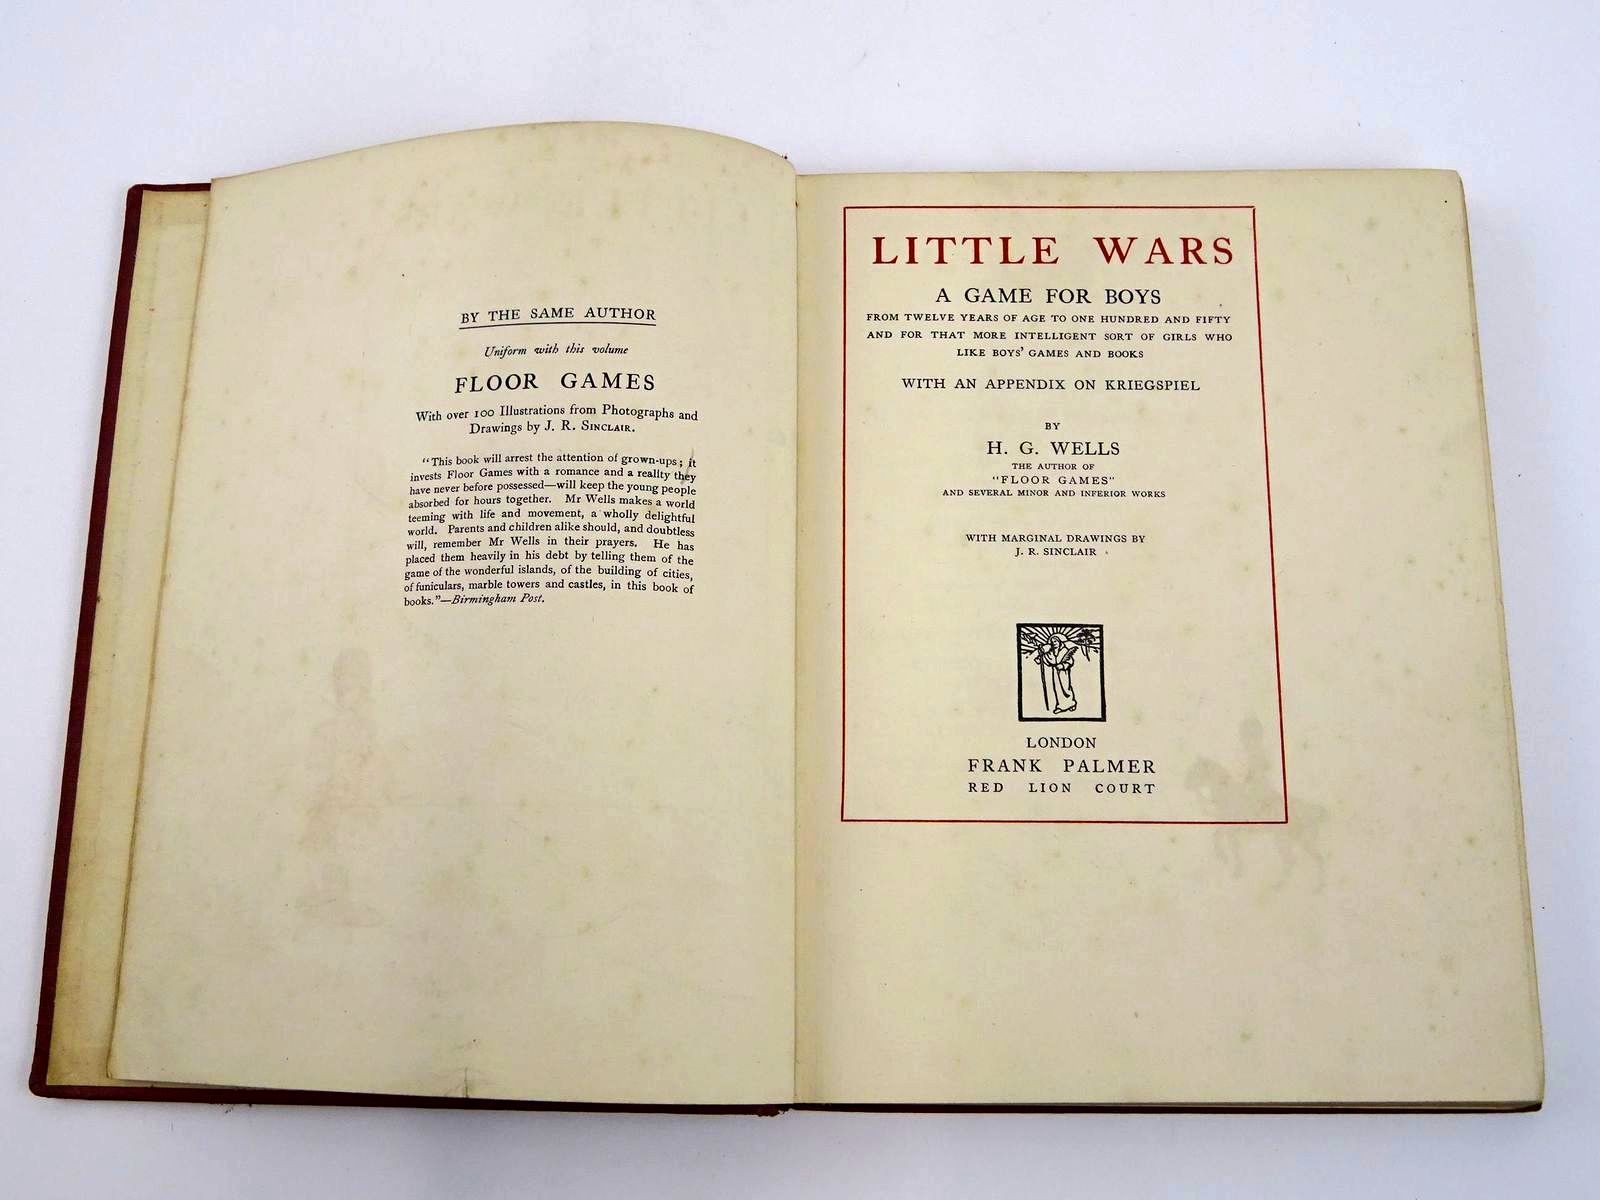 BY THE SAME AUTHOR
Uniform with this volume
FLOOR GAMES
With over 100 Illustrations from Photographs and
Drawings by J. R. SINCLAIR.
"This book will arrest the attention of grown-ups; it
invests Floor Games with a romance and a reality they
have never before possessed—will keep the young people
absorbed for hours together. Mr Wells makes a world
teeming with life and movement, a wholly delightful
world. Parents and children alike should, and doubtless
will, remember Mr Wells in their prayers. He has
placed them heavily in his debt by telling them of the
game of the wonderful islands, of the building of cities,
of funiculars, marble towers and castles, in this book of
books."—Birmingham Post.
LITTLE WARS
A GAME FOR BOYS
FROM TWELVE YEARS OF AGE TO ONE HUNDRED AND FIFTY
AND FOR THAT MORE INTELLIGENT SORT OF GIRLS WHO
LIKE BOYS' GAMES AND BOOKS
WITH AN APPENDIX ON KRIEGSPIEL
BY
H. G. WELLS
THE AUTHOR OF
"FLOOR GAMES"
AND SEVERAL MINOR AND INFERIOR WORKS
WITH MARGINAL DRAWINGS BY
J. R. SINCLAIR
LONDON
FRANK PALMER
RED LION COURT